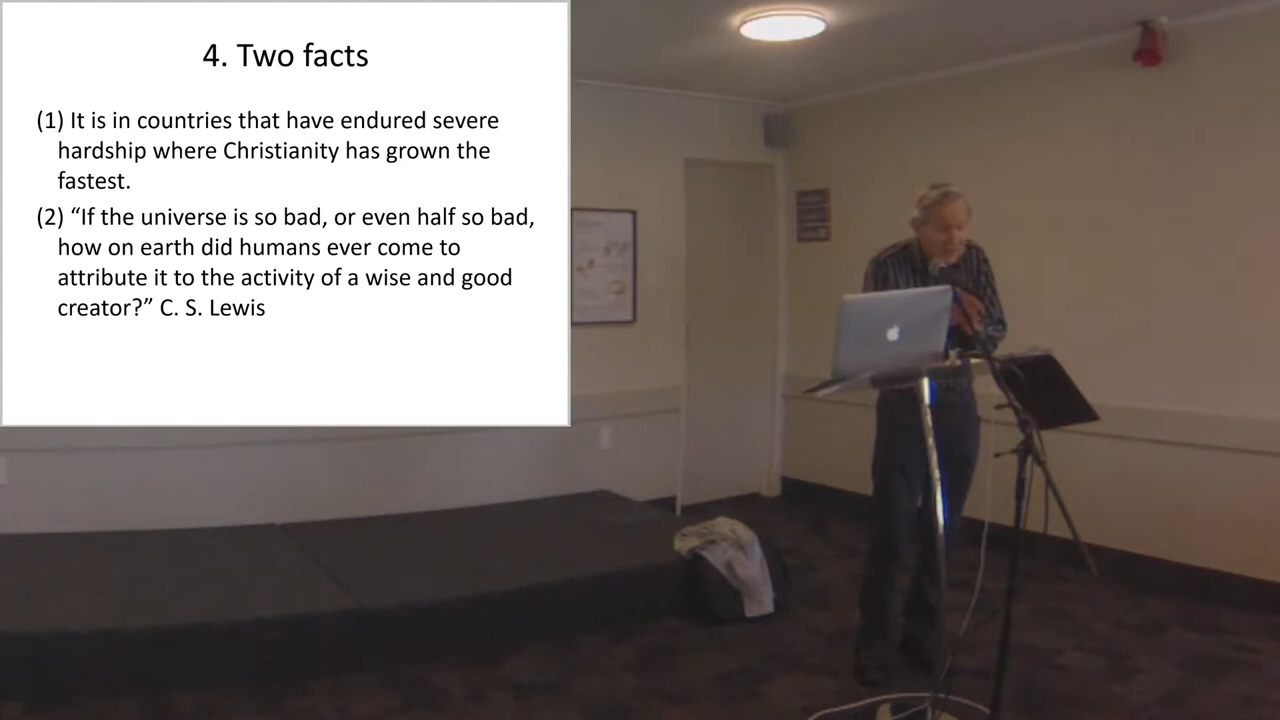 4. Two facts
(1) It is in countries that have endured severe
hardship where Christianity has grown the
fastest.
(2) “If the universe is so bad, or even half so bad,
how on earth did humans ever come to
attribute it to the activity of a wise and good
creator?” C. S. Lewis